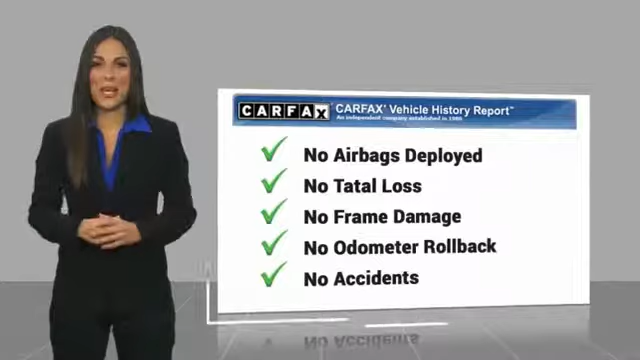 CARFAX CARFAX® Vehicle History Report™
An independent company established in 1986
No Airbags Deployed
No Tatal Loss
No Frame Damage
No Odometer Rollback
No Accidents